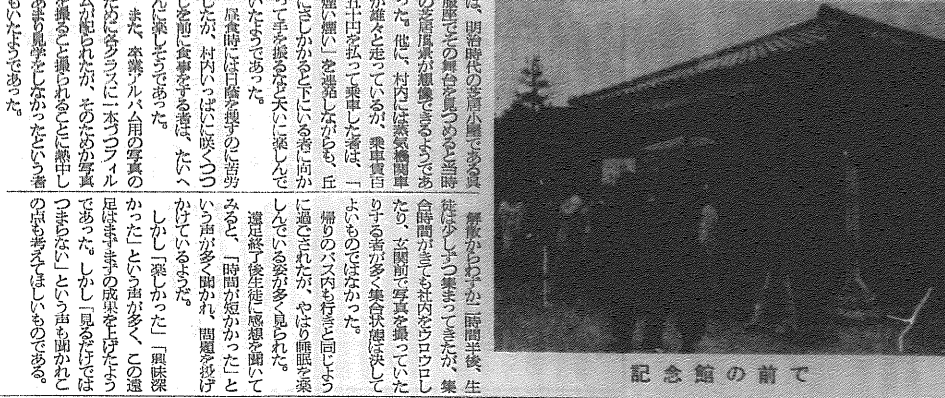 は、明治時代の芝居小屋である呉
服座でその舞台を見つめると当時
の芝居風景が想像できるようであ
った。他に、村内には蒸気機関車
が雄々と走っているが、乗車賃百
五十円を払って乗車した者は、「
煙い煙い」を連発しながらも、丘
にさしかかると下にいる者に向か
って手を振るなど大いに楽しんで
いたようであった。
昼食時には日蔭を捜すのに苦労
したが、村内いっぱいに咲くつつ
じを前に食事をする者は、たいへ
んに楽しそうであった。
また、卒業アルバム用の写真の
ために各クラスに一本づつフィル
ムが配られたが、そのためか写真
を撮ることと撮られることに熱中し
あまり見学をしなかったという者
もいたようであった。
解散からわずか二時間半後、生
徒は少しずつ集まってきたが、集
合時間がきても社内をウロウロし
たり、玄関前で写真を撮っていた
りする者が多く集合状態は決して
よいものではなかった。
帰りのバス内も行きと同じよう
に過ごされたが、やはり睡眠を楽
しんでいる姿が多く見られた。
遠足終了後生徒に感想を聞いて
みると、「時間が短かかった」と
いう声が多く聞かれ、問題を投げ
かけているようだ。
しかし「楽しかった」「興味深
かった」という声が多く、この遠
足はまずまずの成果を上げたよう
であった。しかし「見るだけでは
つまらない」という声も聞かれこ
の点も考えてほしいものである。
記念館の前で